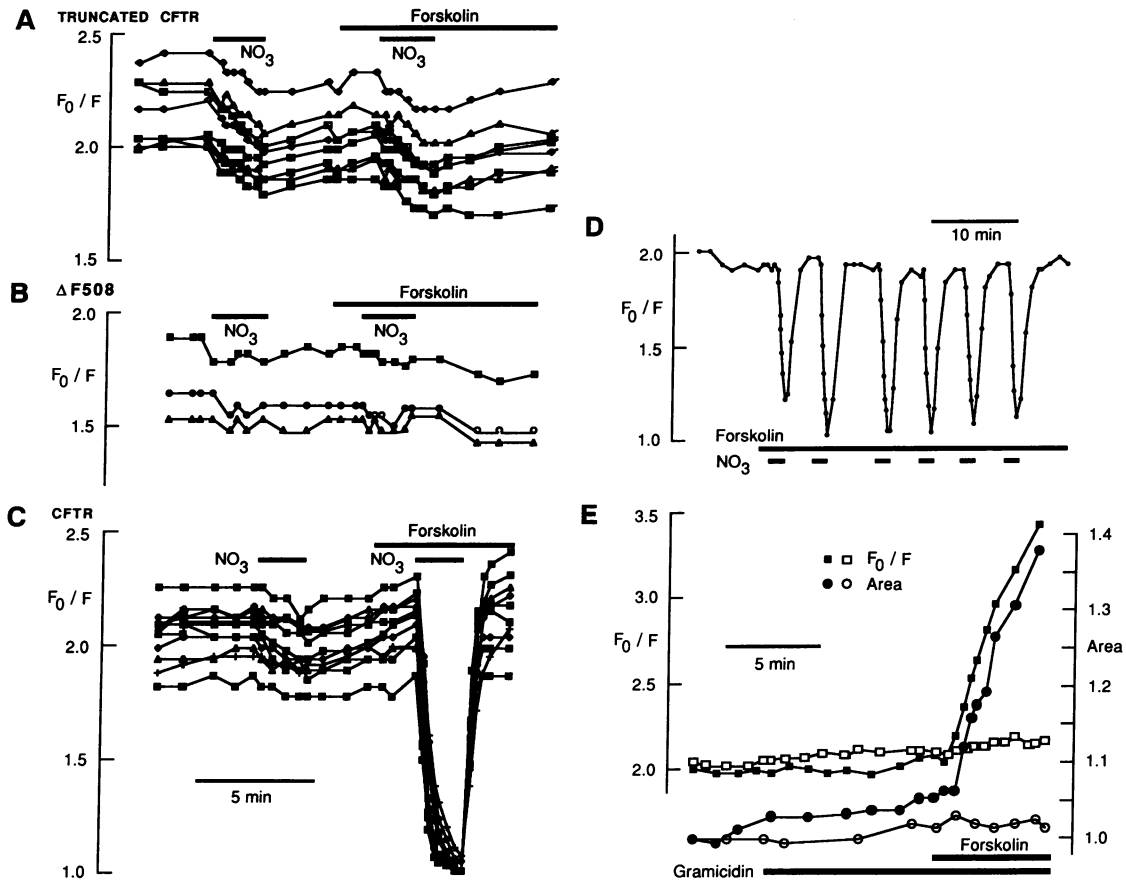 A TRUNCATED CFTR
Forskolin
NO3 NO3
2.5
F0 / F
2.0
1.5
B ΔF508
Forskolin
NO3 NO3
2.0
F0 / F
1.5
C CFTR
Forskolin
NO3 NO3
2.5
F0 / F
2.0
1.5
5 min
1.0
D
10 min
2.0
F0 / F
1.5
1.0
Forskolin
NO3
E
3.5
1.4
F0 / F
Area
3.0
1.3
F0 / F
Area
5 min
2.5
1.2
1.1
2.0
1.0
Forskolin
Gramicidin